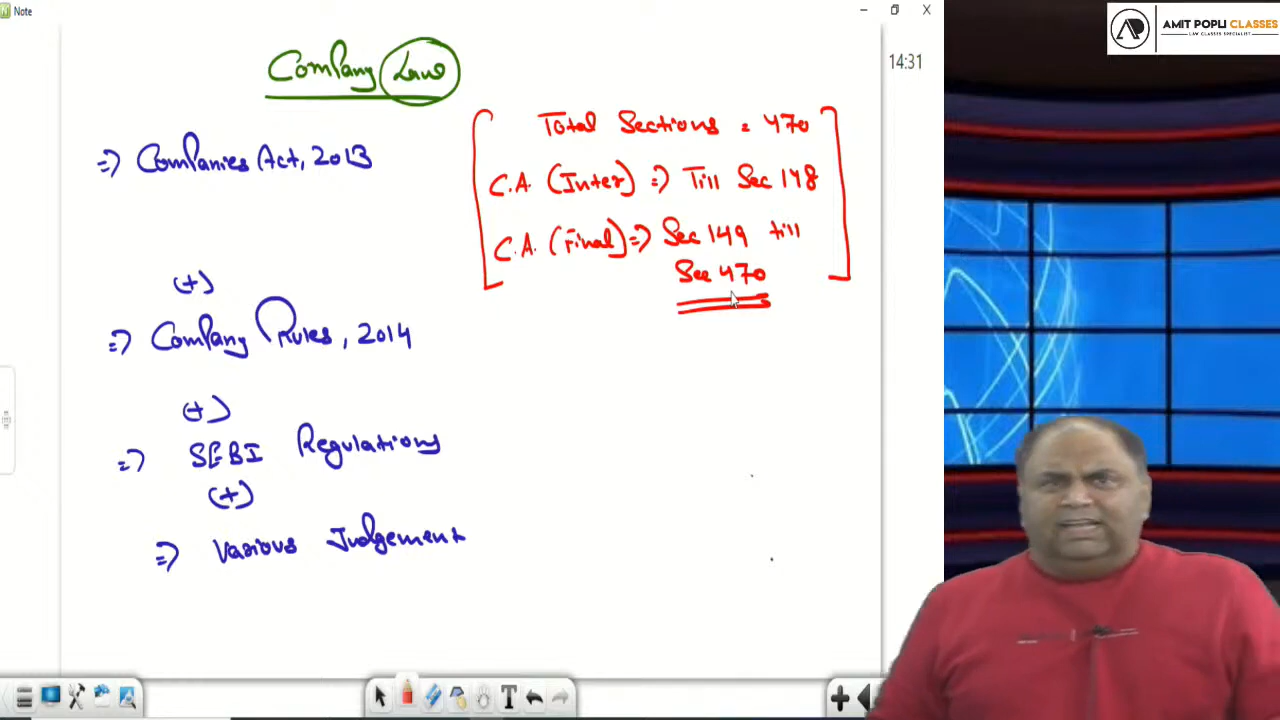 Note
AMIT POPLI CLASSES
LAW CLASSES SPECIALIST
14:31
Company Law
Total Sections = 470
C.A. (Inter) => Till Sec 148
C.A. (Final) => Sec 149 till
Sec 470
=> Companies Act, 2013
(+)
=> Company Rules, 2014
(+)
=> SEBI Regulations
(+)
=> Various Judgement
T